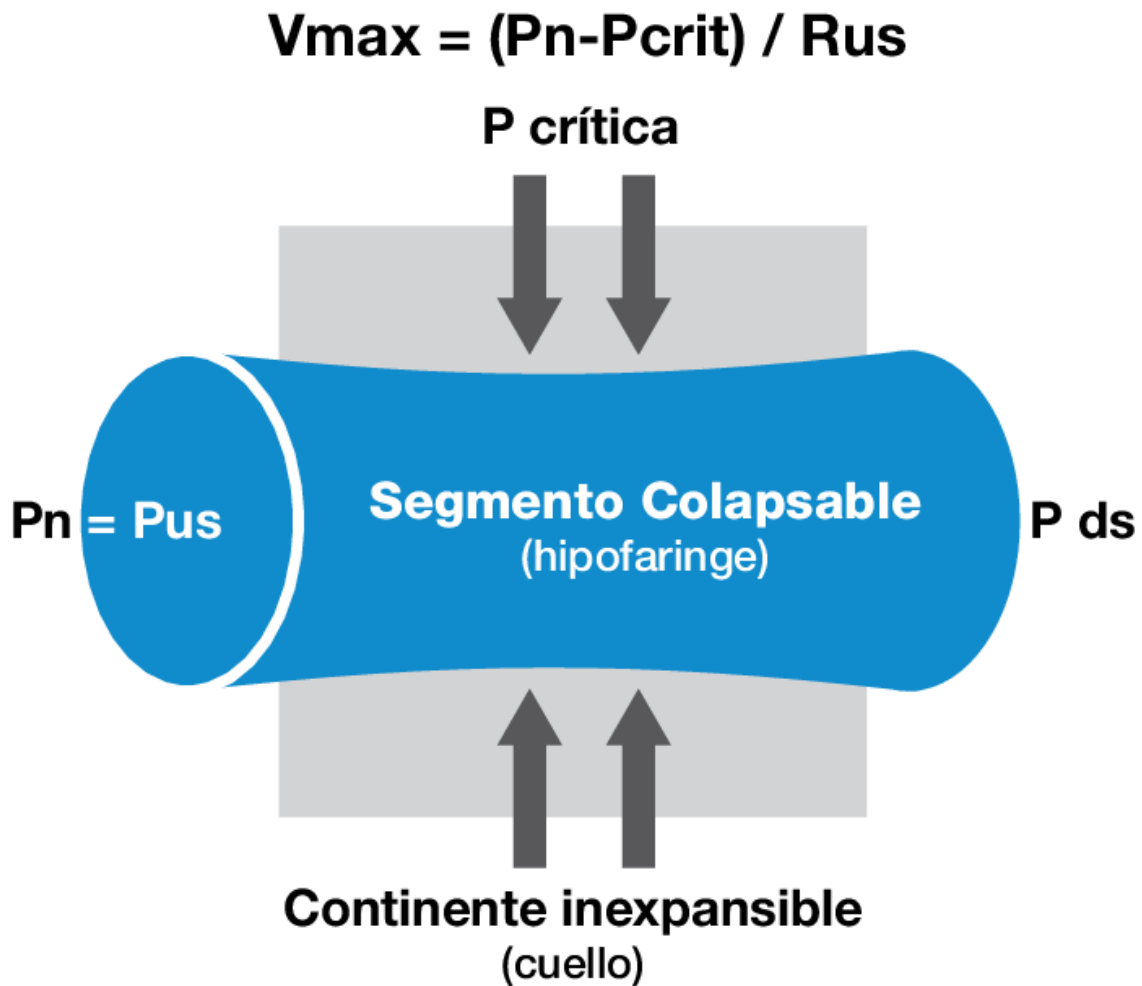 Vmax = (Pn-Pcrit) / Rus
P crítica
Segmento Colapsable
(hipofaringe)
Pn = Pus
P ds
Continente inexpansible
(cuello)